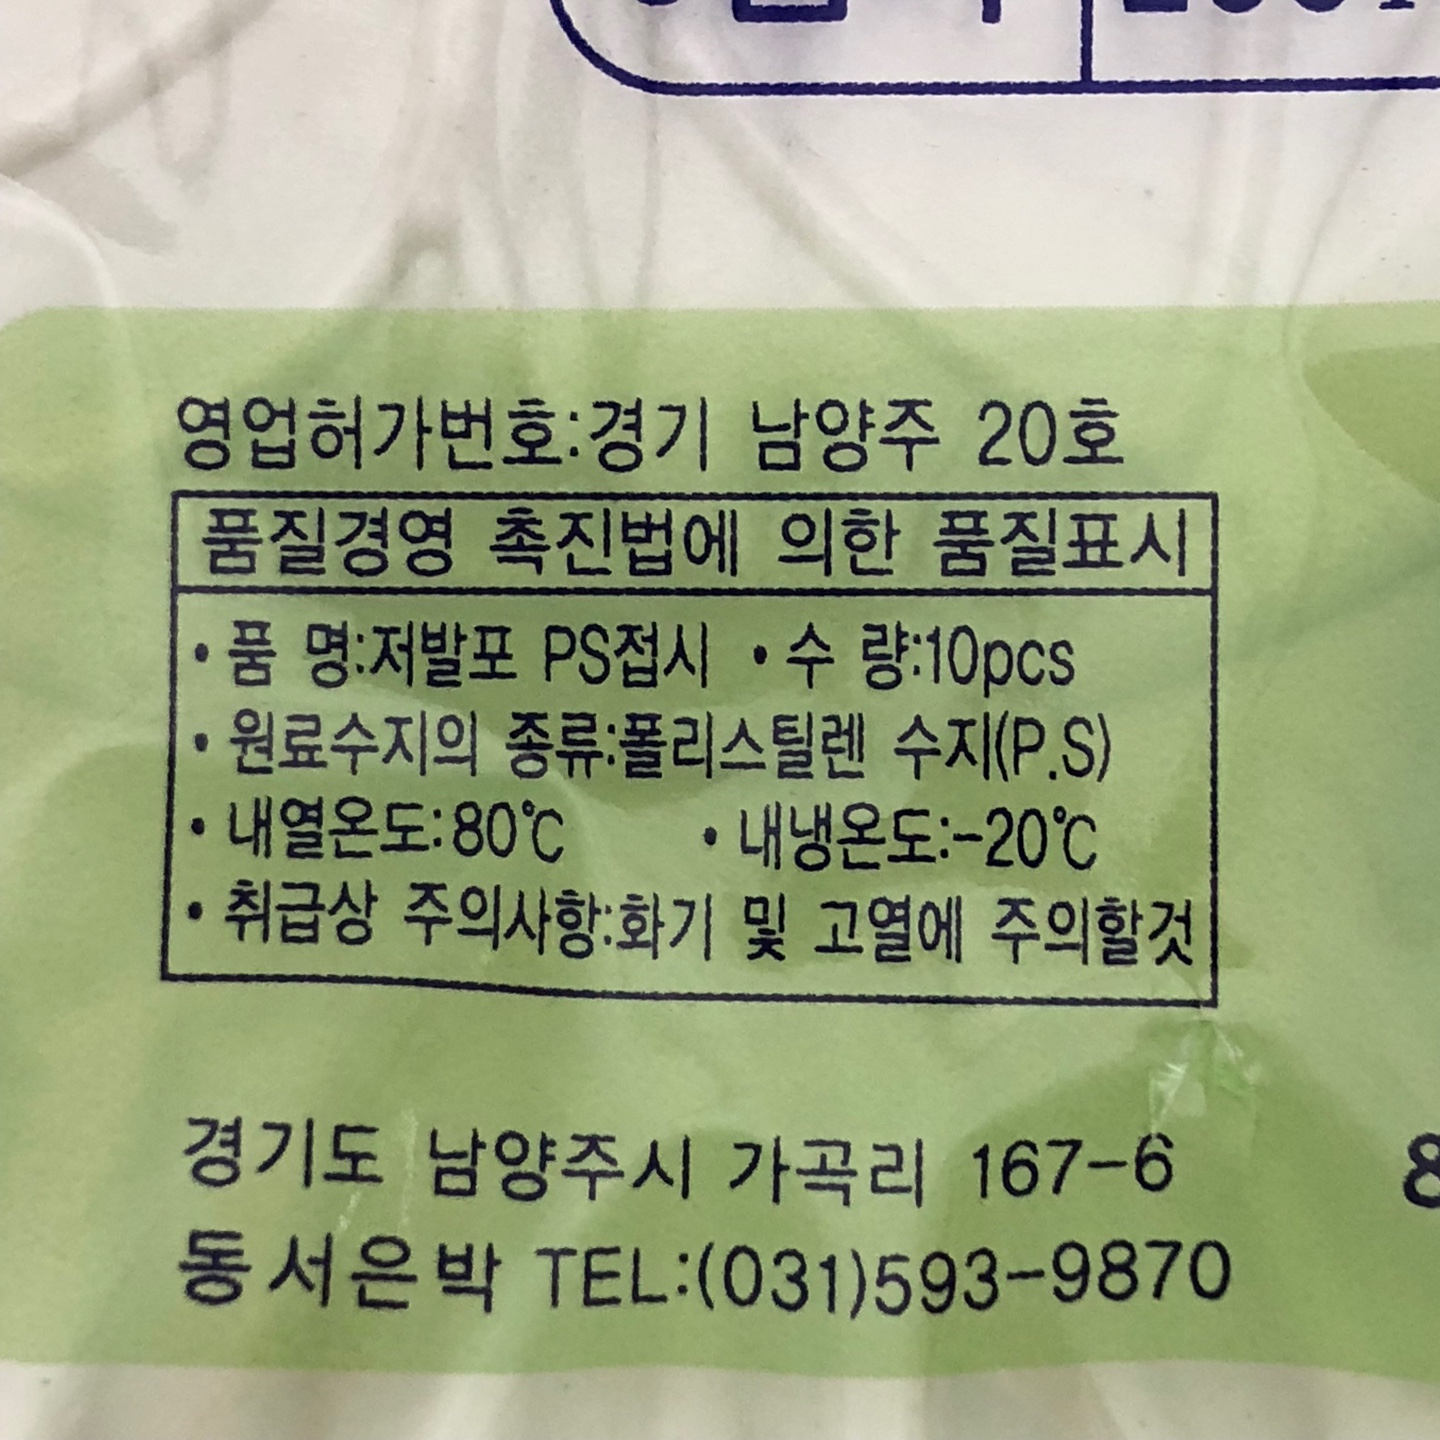 영업허가번호:경기 남양주 20호
품질경영 촉진법에 의한 품질표시
• 품 명:저발포 PS접시 • 수 량:10pcs
• 원료수지의 종류:폴리스틸렌 수지(P.S)
• 내열온도:80℃ • 내냉온도:-20℃
• 취급상 주의사항:화기 및 고열에 주의할것
경기도 남양주시 가곡리 167-6
동서은박 TEL:(031)593-9870